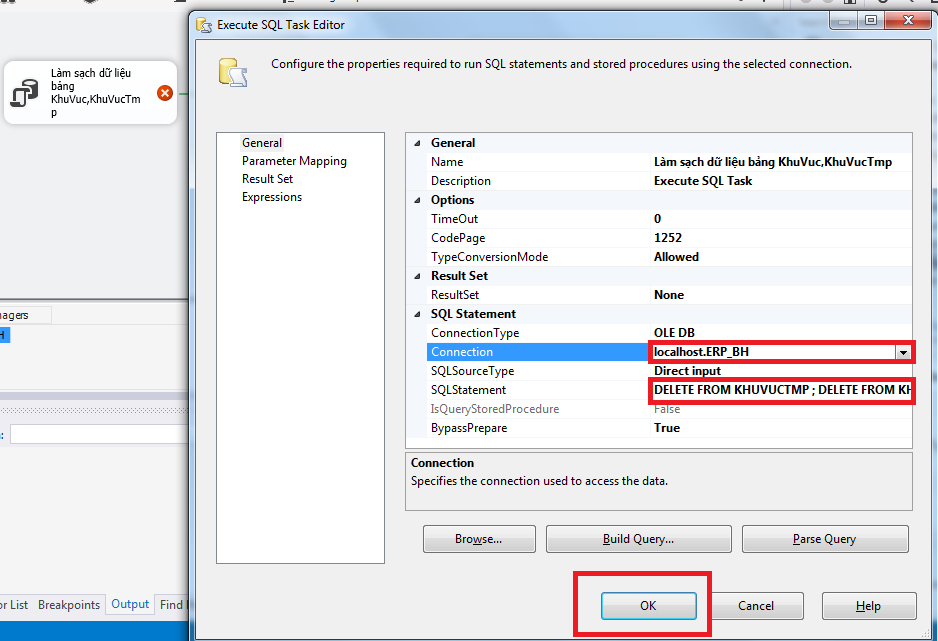 Execute SQL Task Editor
Làm sạch dữ liệu
bảng
KhuVuc,KhuVucTm
p
Configure the properties required to run SQL statements and stored procedures using the selected connection.
General
Parameter Mapping
Result Set
Expressions
General
Name Làm sạch dữ liệu bảng KhuVuc,KhuVucTmp
Description Execute SQL Task
Options
TimeOut 0
CodePage 1252
TypeConversionMode Allowed
Result Set
ResultSet None
SQL Statement
ConnectionType OLE DB
Connection localhost.ERP_BH
SQLSourceType Direct input
SQLStatement DELETE FROM KHUVUCTMP ; DELETE FROM KH
IsQueryStoredProcedure False
BypassPrepare True
nagers
H
:
Connection
Specifies the connection used to access the data.
Browse... Build Query... Parse Query
OK Cancel Help
or List Breakpoints Output Find